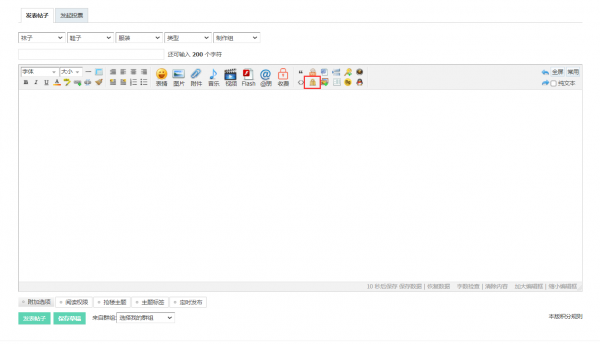 发表帖子 发起投票
袜子 鞋子 服装 类型 制作组
还可输入 200 个字符
字体 大小 全屏 常用
B I U A 表情 图片 附件 音乐 视频 Flash @朋友 收费 纯文本
10 秒后保存 保存数据 | 恢复数据 字数检查 | 清除内容 加大编辑框 | 缩小编辑框
附加选项 阅读权限 抢楼主题 主题标签 定时发布
发表帖子 保存草稿 来自群组: 选择我的群组 本版积分规则